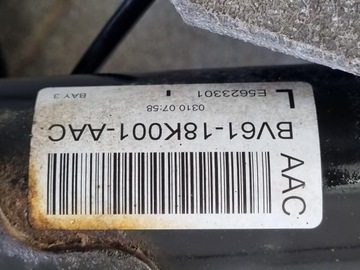 AAC
BV61-18K001-AAC
0310 07:58
L E5623301
BAY 3